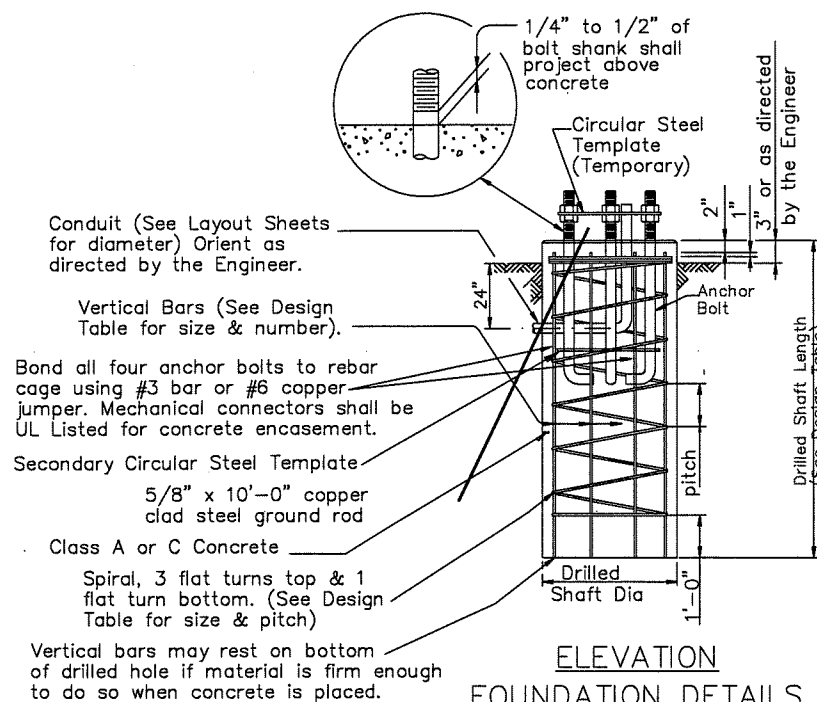 1/4" to 1/2" of
bolt shank shall
project above
concrete
Circular Steel
Template
(Temporary)
2"
1"
3" or as directed
by the Engineer
Conduit (See Layout Sheets
for diameter) Orient as
directed by the Engineer.
24"
Vertical Bars (See Design
Table for size & number).
Anchor
Bolt
Bond all four anchor bolts to rebar
cage using #3 bar or #6 copper
jumper. Mechanical connectors shall be
UL Listed for concrete encasement.
Secondary Circular Steel Template
5/8" x 10'-0" copper
clad steel ground rod
pitch
Drilled Shaft Length
(See Design Table)
Class A or C Concrete
Spiral, 3 flat turns top & 1
flat turn bottom. (See Design
Table for size & pitch)
Drilled
Shaft Dia
1'-0"
Vertical bars may rest on bottom
of drilled hole if material is firm enough
to do so when concrete is placed.
ELEVATION
FOUNDATION DETAILS